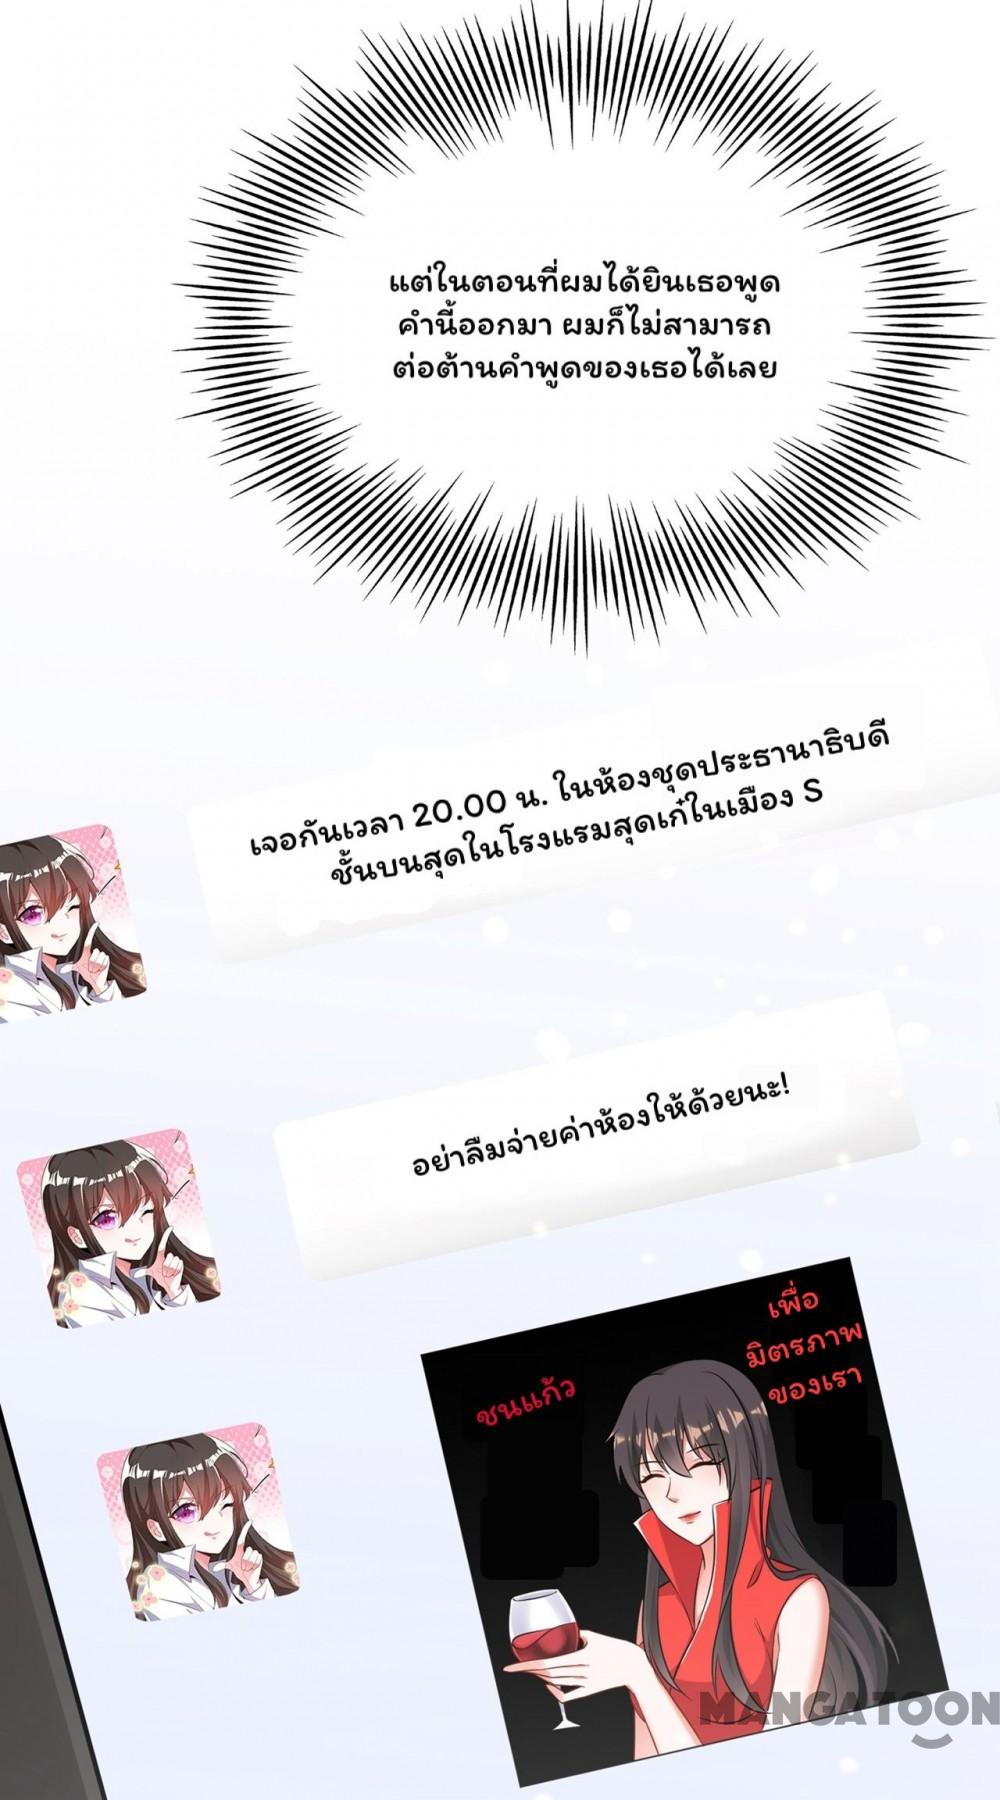 แต่ในตอนที่ผมได้ยินเธอพูด
คำนี้ออกมา ผมก็ไม่สามารถ
ต่อต้านคำพูดของเธอได้เลย
เจอกันเวลา 20.00 น. ในห้องชุดประธานาธิบดี
ชั้นบนสุดในโรงแรมสุดเก๋ในเมือง S
อย่าลืมจ่ายค่าห้องให้ด้วยนะ!
ชนแก้ว
เพื่อ
มิตรภาพ
ของเรา
MANGATOON